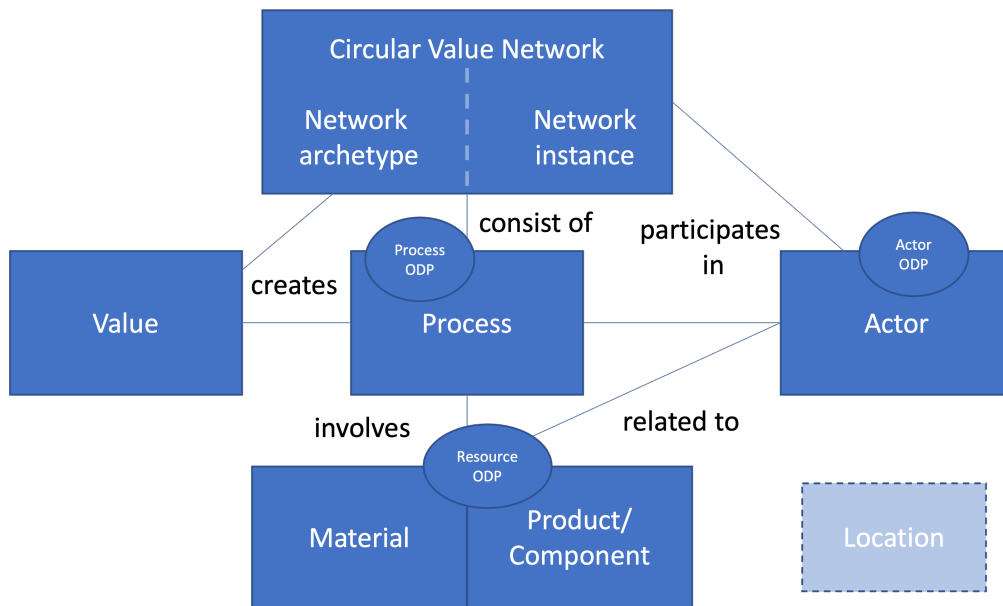 Circular Value Network
Network
archetype
Network
instance
consist of
participates
in
creates
Process
ODP
Actor
ODP
Value
Process
Actor
involves
related to
Resource
ODP
Material
Product/
Component
Location